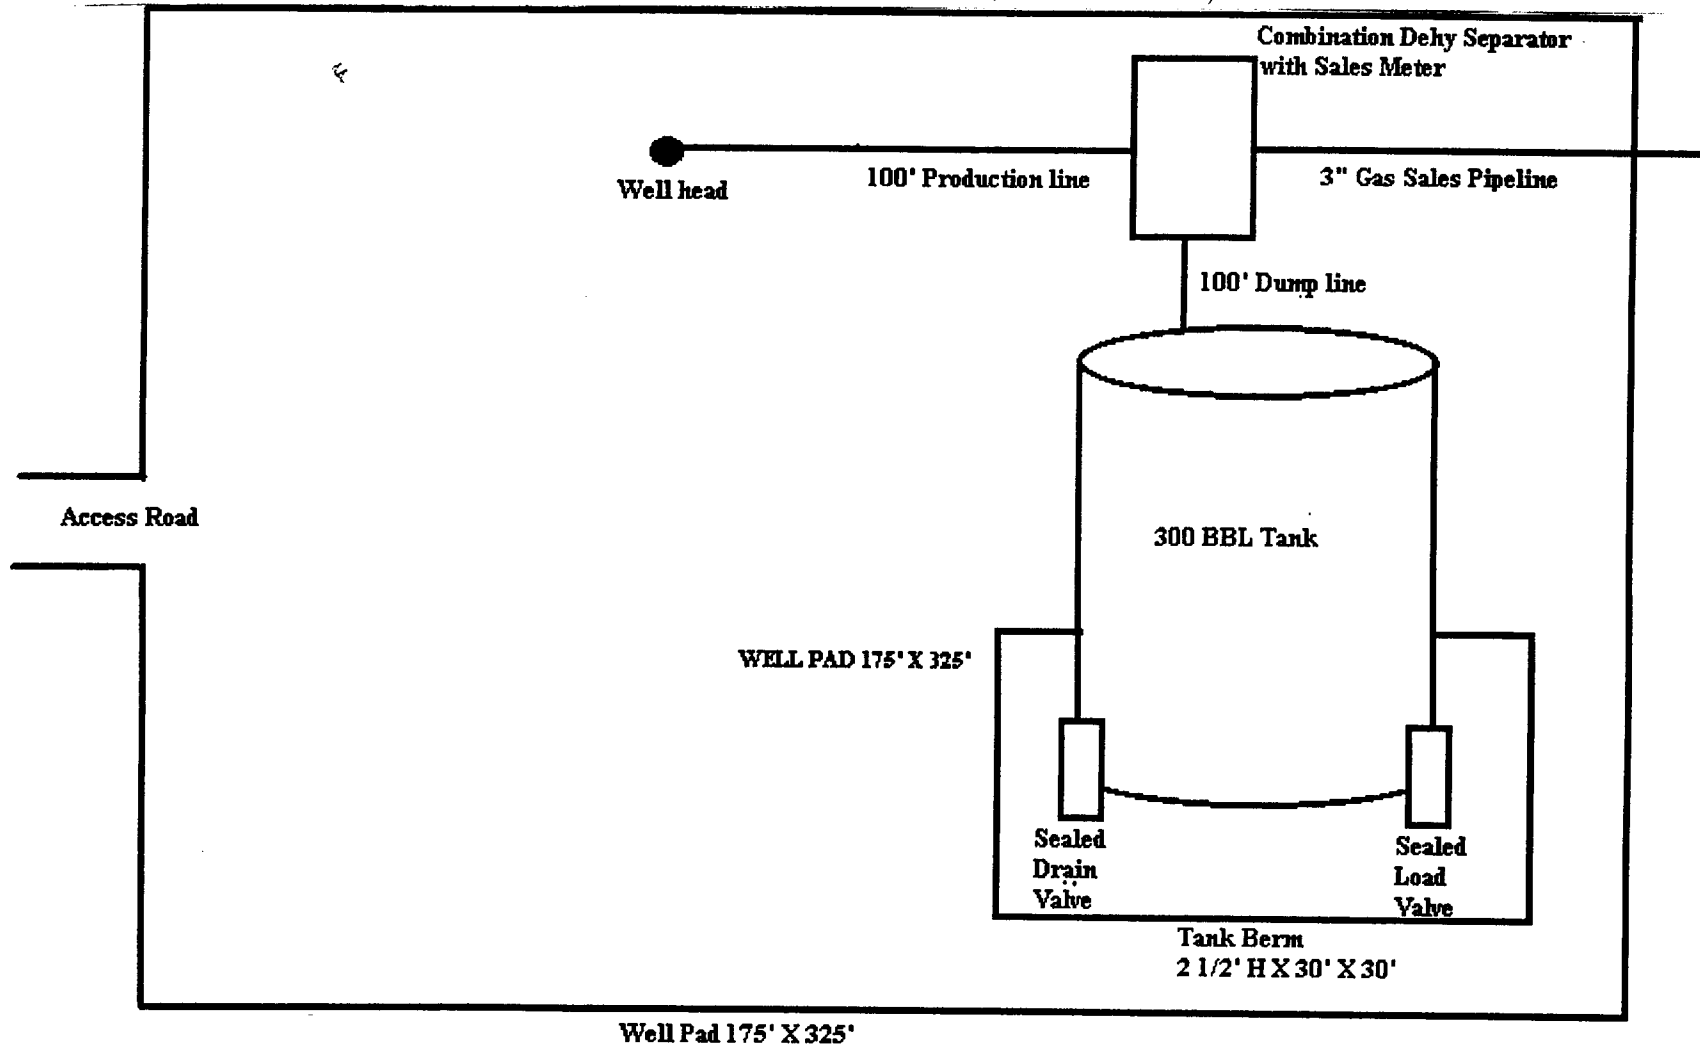 Combination Dehy Separator
with Sales Meter
Well head
100' Production line
3" Gas Sales Pipeline
100' Dump line
Access Road
300 BBL Tank
WELL PAD 175' X 325'
Sealed
Drain
Valve
Sealed
Load
Valve
Tank Berm
2 1/2' H X 30' X 30'
Well Pad 175' X 325'